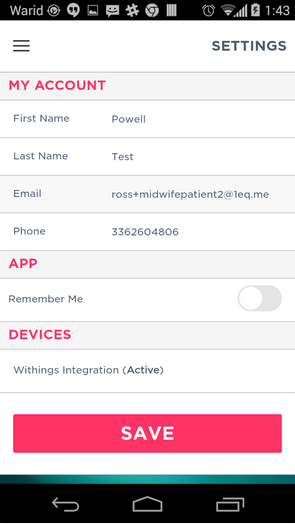 Warid 1:43
SETTINGS
MY ACCOUNT
First Name Powell
Last Name Test
Email ross+midwifepatient2@1eq.me
Phone 3362604806
APP
Remember Me
DEVICES
Withings Integration (Active)
SAVE